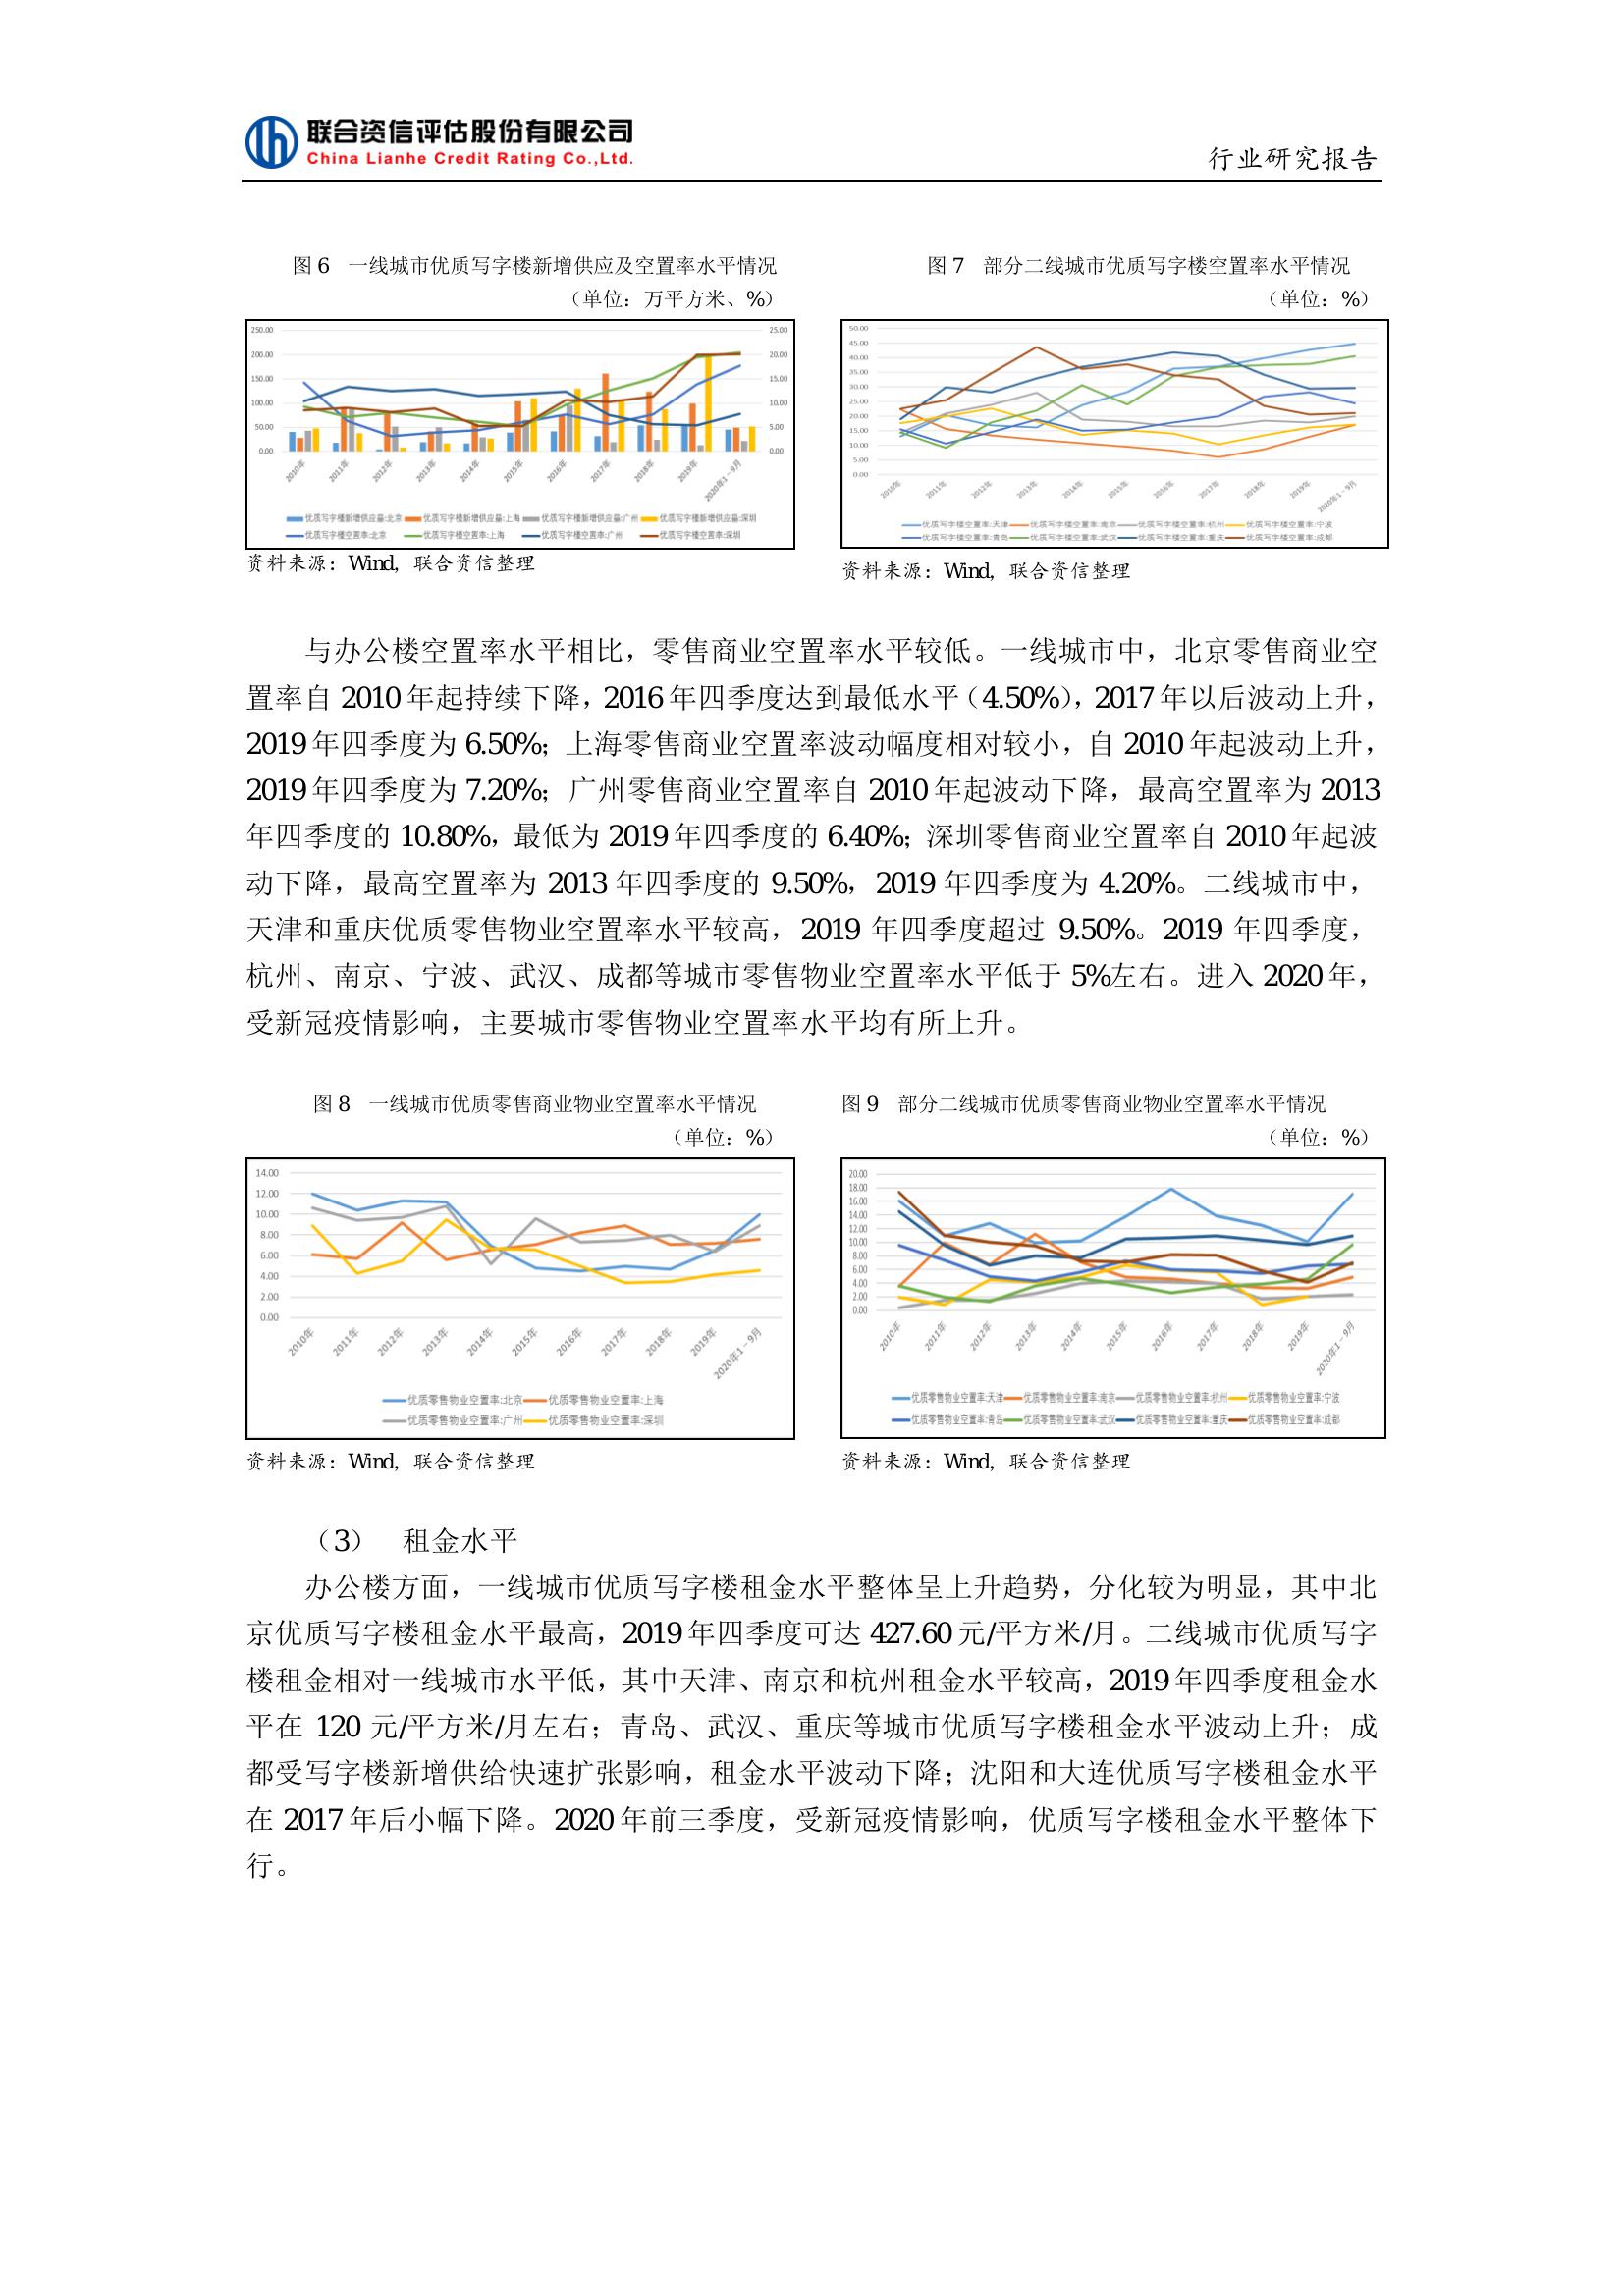 联合资信评估股份有限公司
China Lianhe Credit Rating Co.,Ltd.
行业研究报告
图 6 一线城市优质写字楼新增供应及空置率水平情况
（单位：万平方米、%）
250.00
200.00
150.00
100.00
50.00
0.00
25.00
20.00
15.00
10.00
5.00
0.00
2010年 2011年 2012年 2013年 2014年 2015年 2016年 2017年 2018年 2019年 2020年1－9月
优质写字楼新增供应量:北京 优质写字楼新增供应量:上海 优质写字楼新增供应量:广州 优质写字楼新增供应量:深圳
优质写字楼空置率:北京 优质写字楼空置率:上海 优质写字楼空置率:广州 优质写字楼空置率:深圳
资料来源：Wind，联合资信整理
图 7 部分二线城市优质写字楼空置率水平情况
（单位：%）
50.00
45.00
40.00
35.00
30.00
25.00
20.00
15.00
10.00
5.00
0.00
2010年 2011年 2012年 2013年 2014年 2015年 2016年 2017年 2018年 2019年 2020年1－9月
优质写字楼空置率:天津 优质写字楼空置率:南京 优质写字楼空置率:杭州 优质写字楼空置率:宁波
优质写字楼空置率:青岛 优质写字楼空置率:武汉 优质写字楼空置率:重庆 优质写字楼空置率:成都
资料来源：Wind，联合资信整理
与办公楼空置率水平相比，零售商业空置率水平较低。一线城市中，北京零售商业空
置率自 2010 年起持续下降，2016 年四季度达到最低水平（4.50%），2017 年以后波动上升，
2019 年四季度为 6.50%；上海零售商业空置率波动幅度相对较小，自 2010 年起波动上升，
2019 年四季度为 7.20%；广州零售商业空置率自 2010 年起波动下降，最高空置率为 2013
年四季度的 10.80%，最低为 2019 年四季度的 6.40%；深圳零售商业空置率自 2010 年起波
动下降，最高空置率为 2013 年四季度的 9.50%，2019 年四季度为 4.20%。二线城市中，
天津和重庆优质零售物业空置率水平较高，2019 年四季度超过 9.50%。2019 年四季度，
杭州、南京、宁波、武汉、成都等城市零售物业空置率水平低于 5%左右。进入 2020 年，
受新冠疫情影响，主要城市零售物业空置率水平均有所上升。
图 8 一线城市优质零售商业物业空置率水平情况
（单位：%）
14.00
12.00
10.00
8.00
6.00
4.00
2.00
0.00
2010年 2011年 2012年 2013年 2014年 2015年 2016年 2017年 2018年 2019年 2020年1－9月
优质零售物业空置率:北京 优质零售物业空置率:上海
优质零售物业空置率:广州 优质零售物业空置率:深圳
资料来源：Wind，联合资信整理
图 9 部分二线城市优质零售商业物业空置率水平情况
（单位：%）
20.00
18.00
16.00
14.00
12.00
10.00
8.00
6.00
4.00
2.00
0.00
2010年 2011年 2012年 2013年 2014年 2015年 2016年 2017年 2018年 2019年 2020年1－9月
优质零售物业空置率:天津 优质零售物业空置率:南京 优质零售物业空置率:杭州 优质零售物业空置率:宁波
优质零售物业空置率:青岛 优质零售物业空置率:武汉 优质零售物业空置率:重庆 优质零售物业空置率:成都
资料来源：Wind，联合资信整理
（3） 租金水平
办公楼方面，一线城市优质写字楼租金水平整体呈上升趋势，分化较为明显，其中北
京优质写字楼租金水平最高，2019 年四季度可达 427.60 元/平方米/月。二线城市优质写字
楼租金相对一线城市水平低，其中天津、南京和杭州租金水平较高，2019 年四季度租金水
平在 120 元/平方米/月左右；青岛、武汉、重庆等城市优质写字楼租金水平波动上升；成
都受写字楼新增供给快速扩张影响，租金水平波动下降；沈阳和大连优质写字楼租金水平
在 2017 年后小幅下降。2020 年前三季度，受新冠疫情影响，优质写字楼租金水平整体下
行。